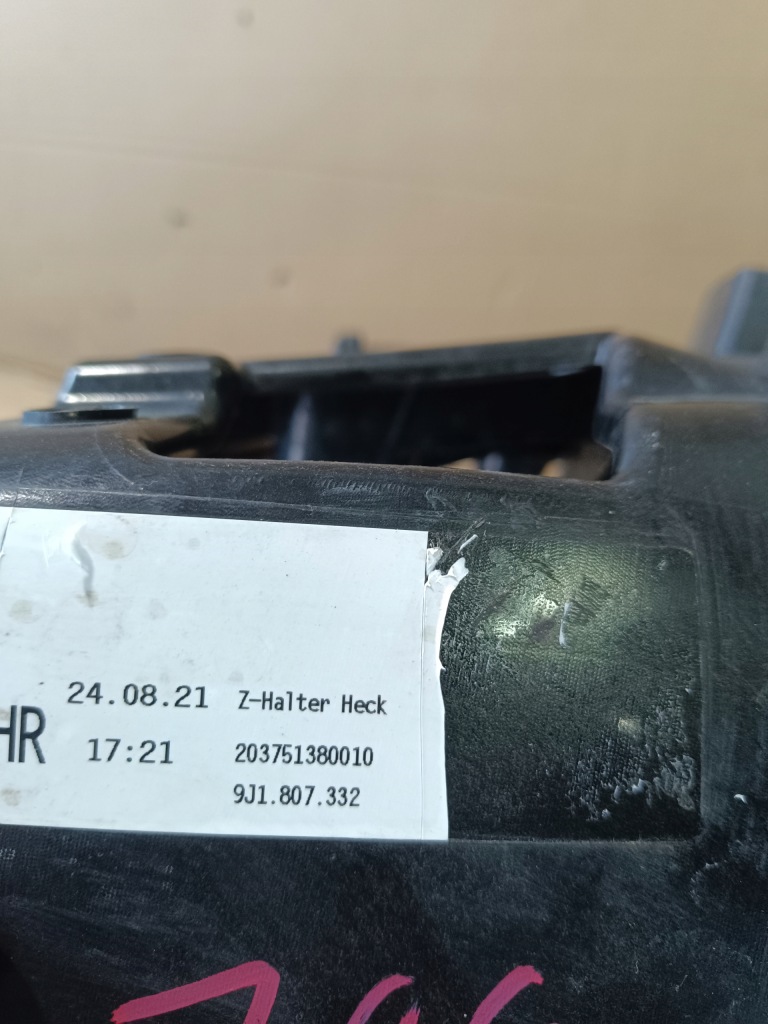 24.08.21 Z-Halter Heck
HR 17:21 203751380010
9J1.807.332